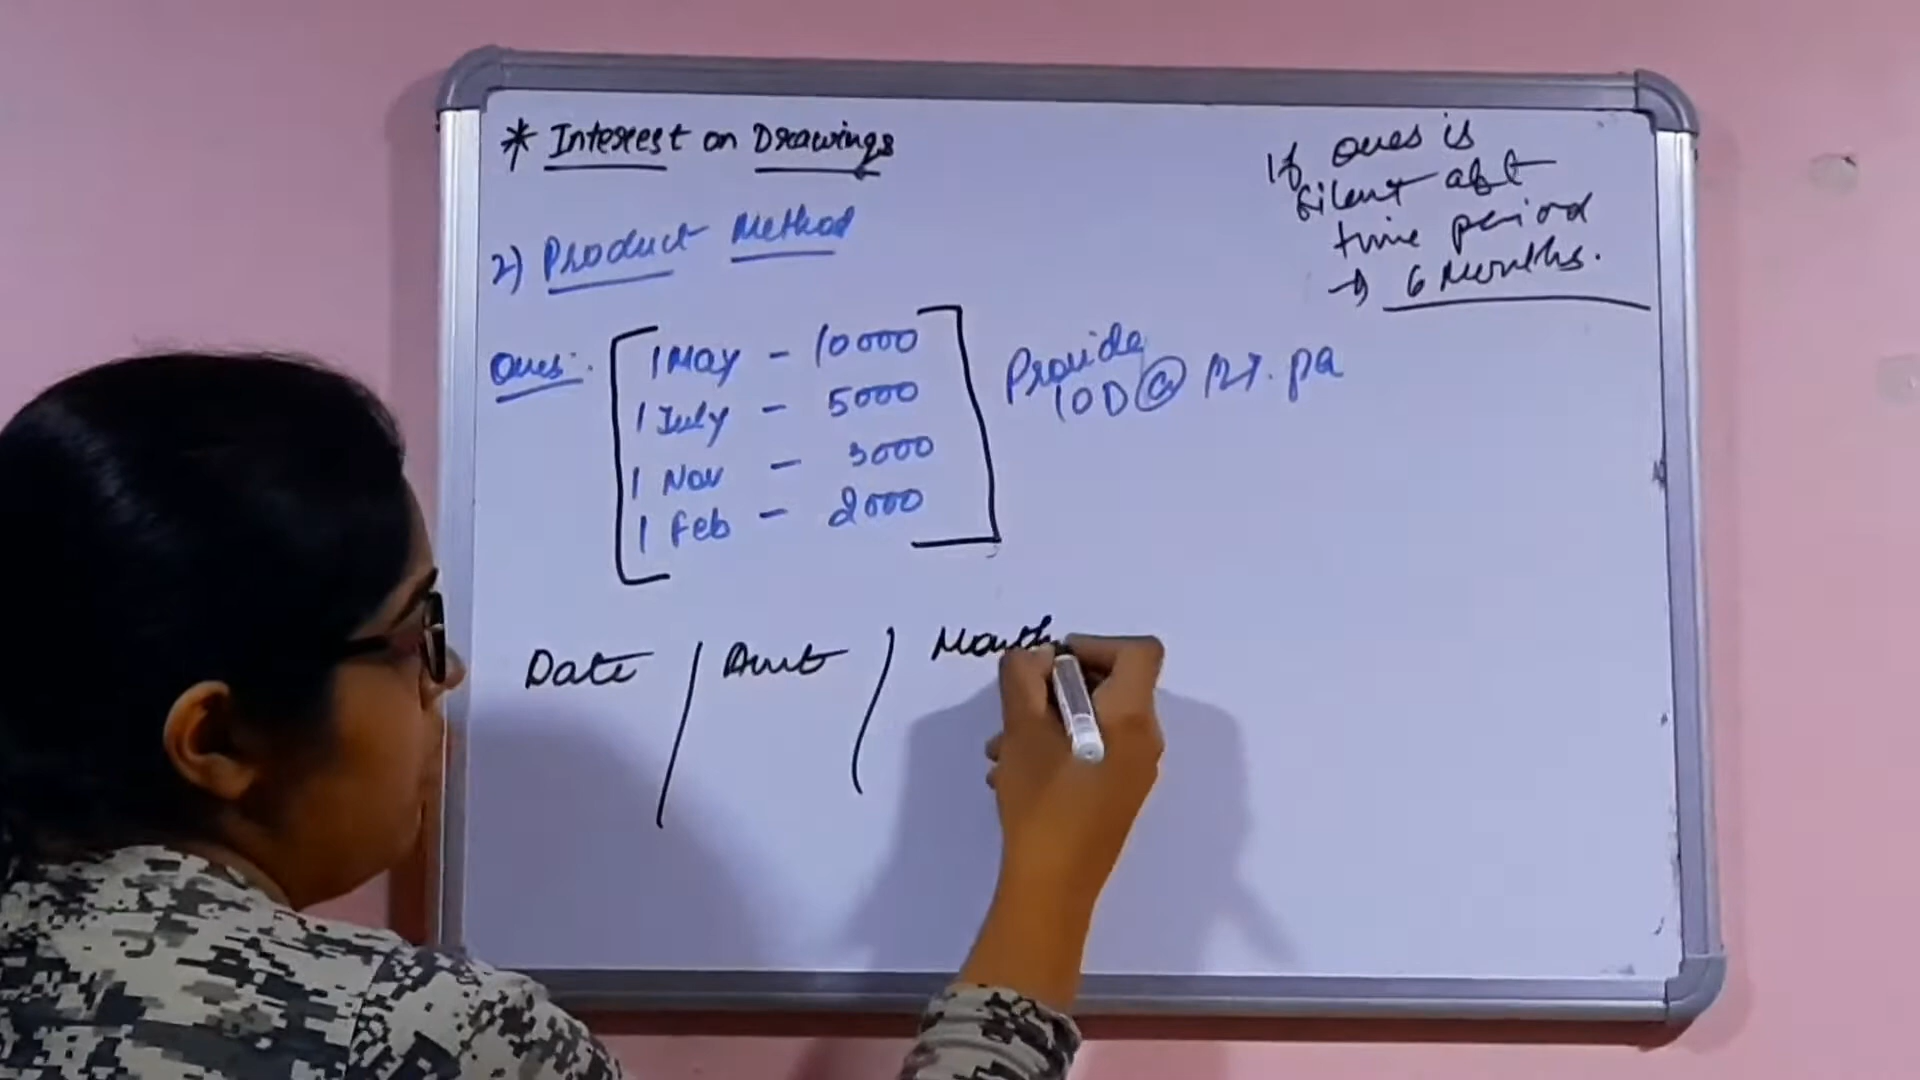 * Interest on Drawings
If Ques is
silent abt
time period
→ 6 Months.
2) Product Method
Ques:
1 May - 10000
1 July - 5000
1 Nov - 3000
1 Feb - 2000
Provide
IOD @ 12%. pa
Date / Amt / Month